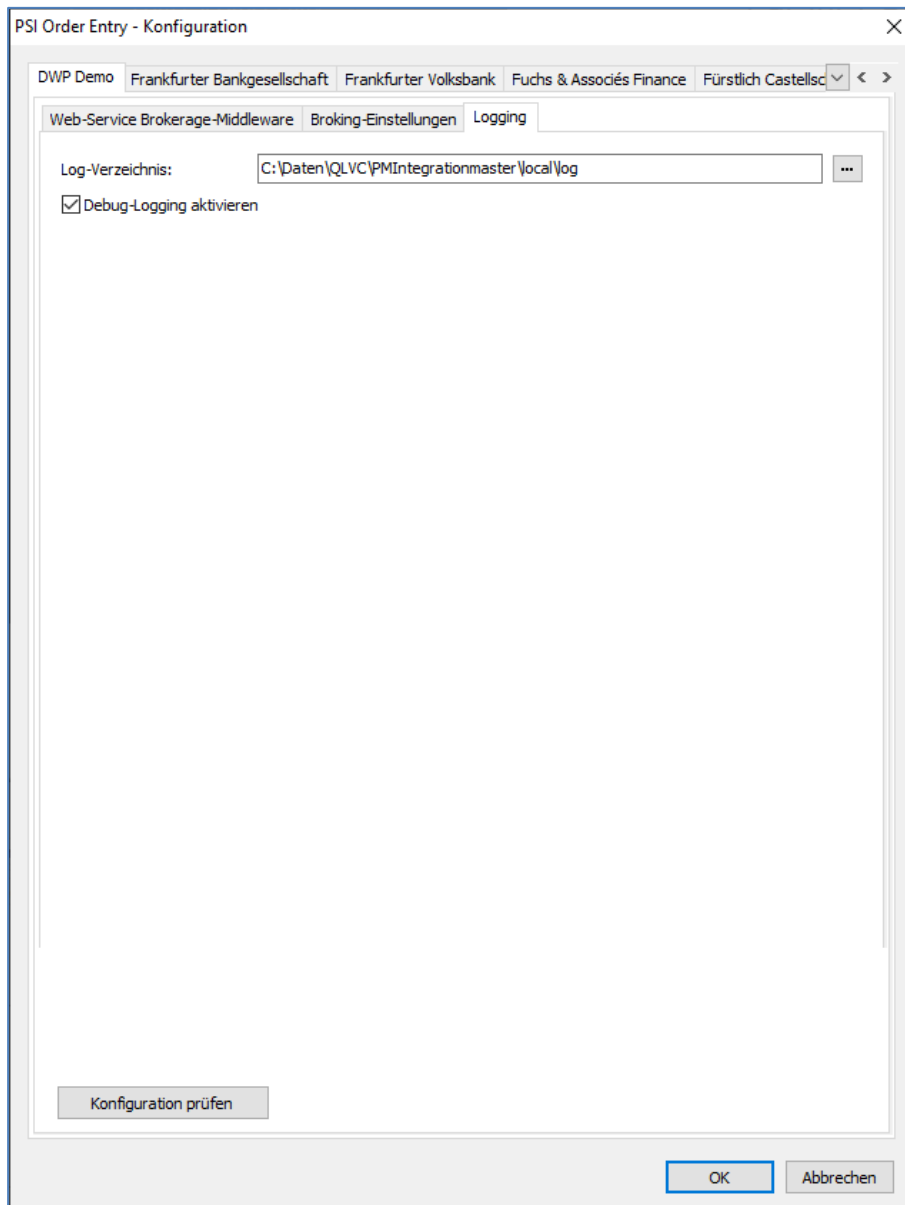 PSI Order Entry - Konfiguration
DWP Demo Frankfurter Bankgesellschaft Frankfurter Volksbank Fuchs & Associés Finance Fürstlich Castellsc
Web-Service Brokerage-Middleware Broking-Einstellungen Logging
Log-Verzeichnis: C:\Daten\QLVC\PMIntegrationmaster\local\log ...
Debug-Logging aktivieren
Konfiguration prüfen
OK Abbrechen